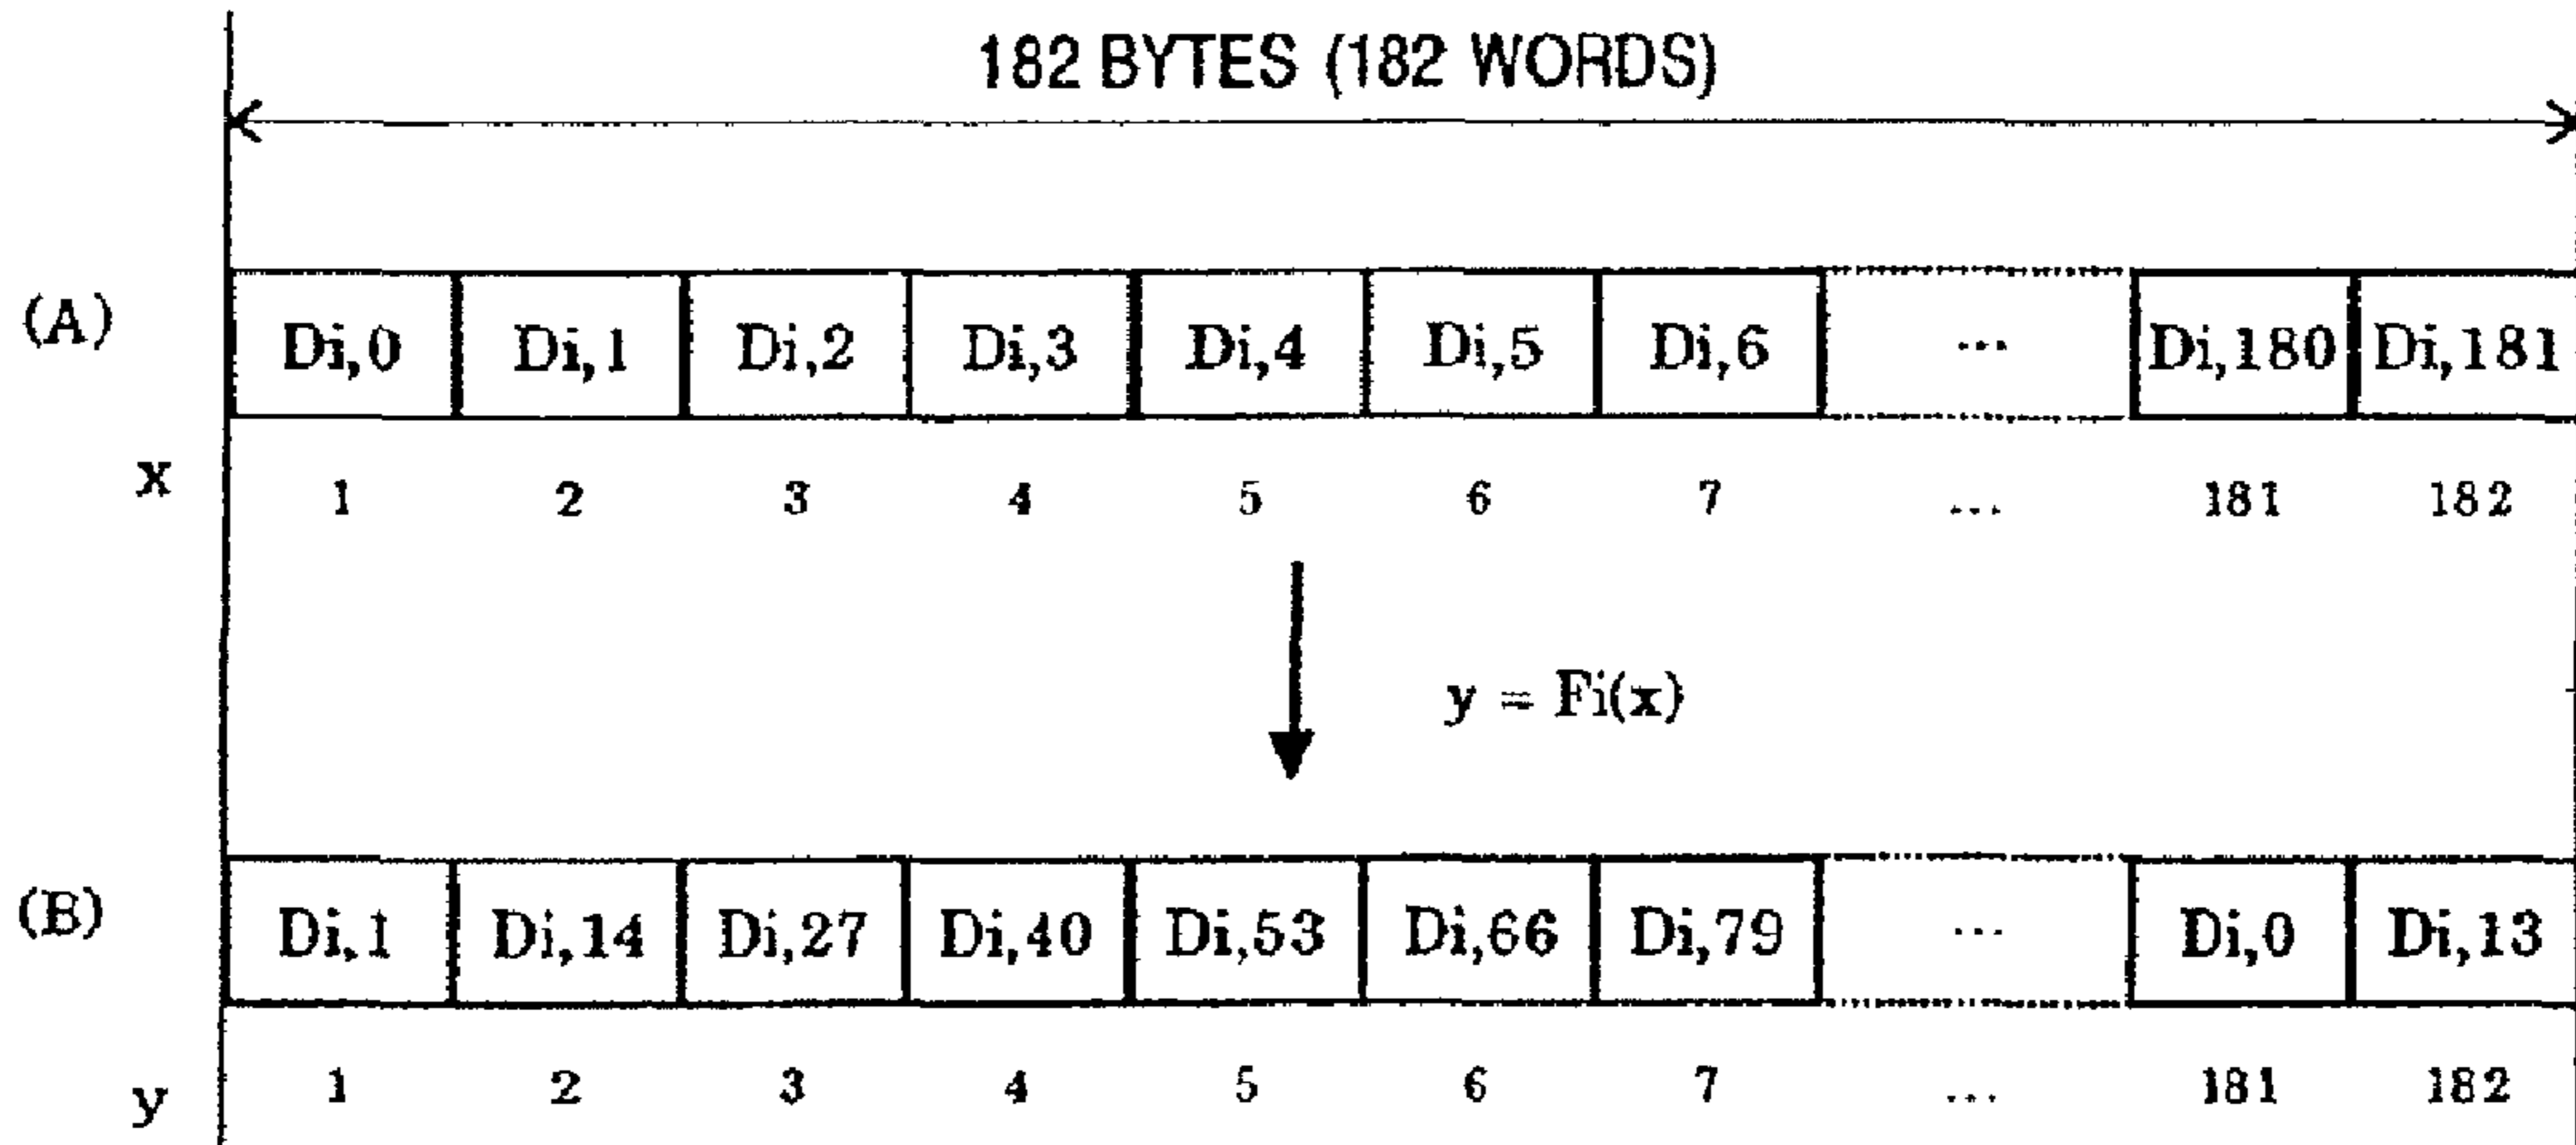 182 BYTES (182 WORDS)
(A) Di,0 Di,1 Di,2 Di,3 Di,4 Di,5 Di,6 ... Di,180 Di,181
x 1 2 3 4 5 6 7 ... 181 182
y = Fi(x)
(B) Di,1 Di,14 Di,27 Di,40 Di,53 Di,66 Di,79 ... Di,0 Di,13
y 1 2 3 4 5 6 7 ... 181 182